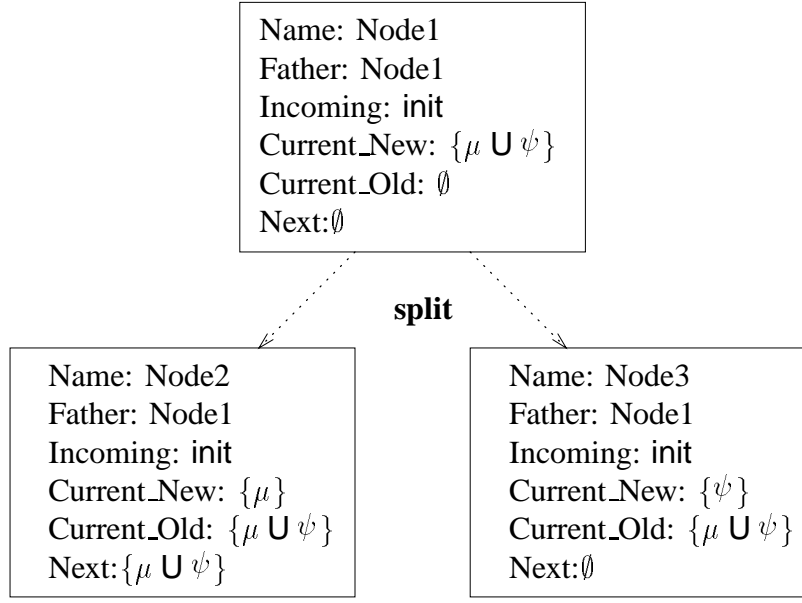 Name: Node1
Father: Node1
Incoming: init
Current_New: {μ U ψ}
Current_Old: ∅
Next:∅
split
Name: Node2
Father: Node1
Incoming: init
Current_New: {μ}
Current_Old: {μ U ψ}
Next:{μ U ψ}
Name: Node3
Father: Node1
Incoming: init
Current_New: {ψ}
Current_Old: {μ U ψ}
Next:∅